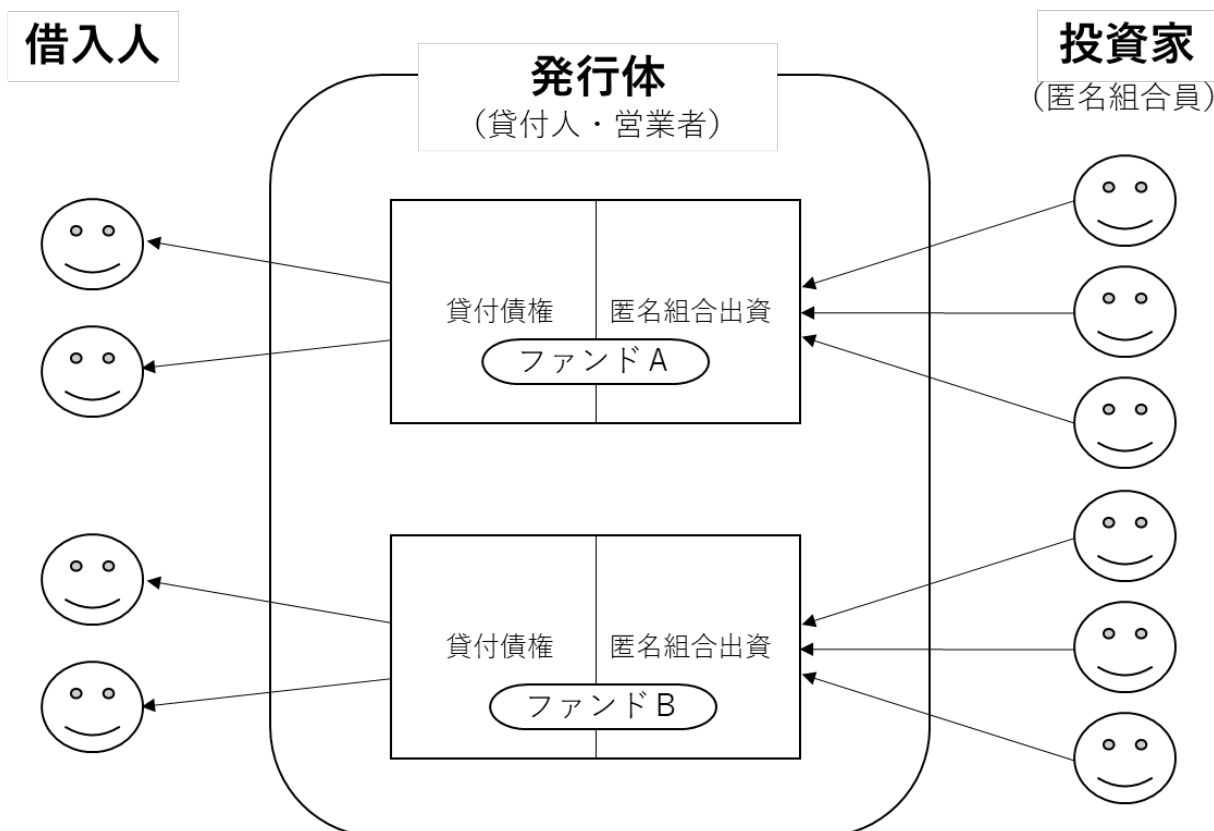 借入人
発行体
（貸付人・営業者）
投資家
（匿名組合員）
貸付債権
匿名組合出資
ファンドA
貸付債権
匿名組合出資
ファンドB